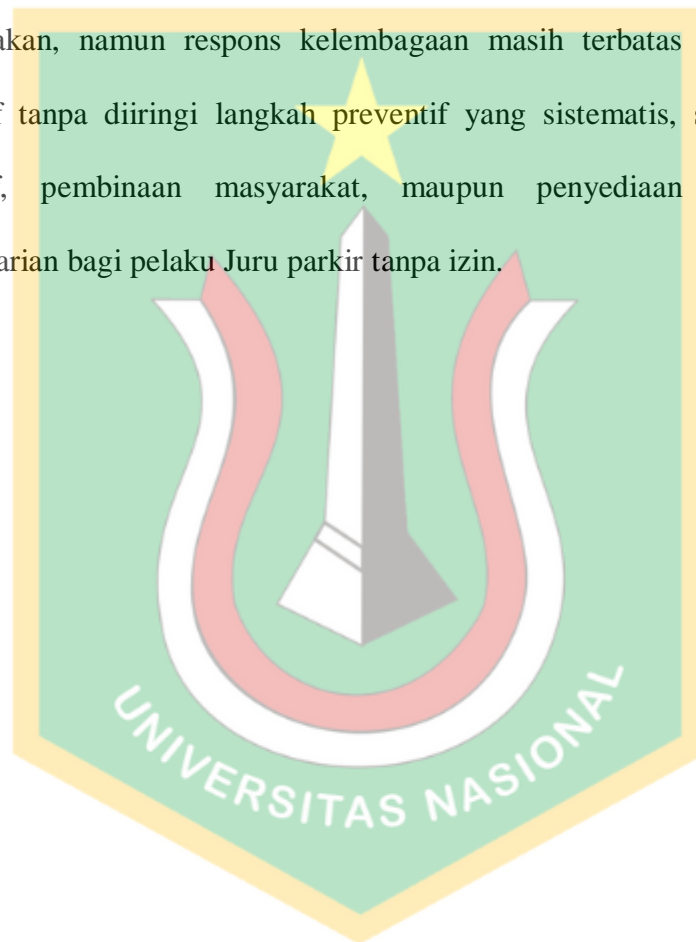 akan, namun respons kelembagaan masih terbatas
f tanpa diiringi langkah preventif yang sistematis, s
, pembinaan masyarakat, maupun penyediaan
arian bagi pelaku Juru parkir tanpa izin.
UNIVERSITAS NASIONAL